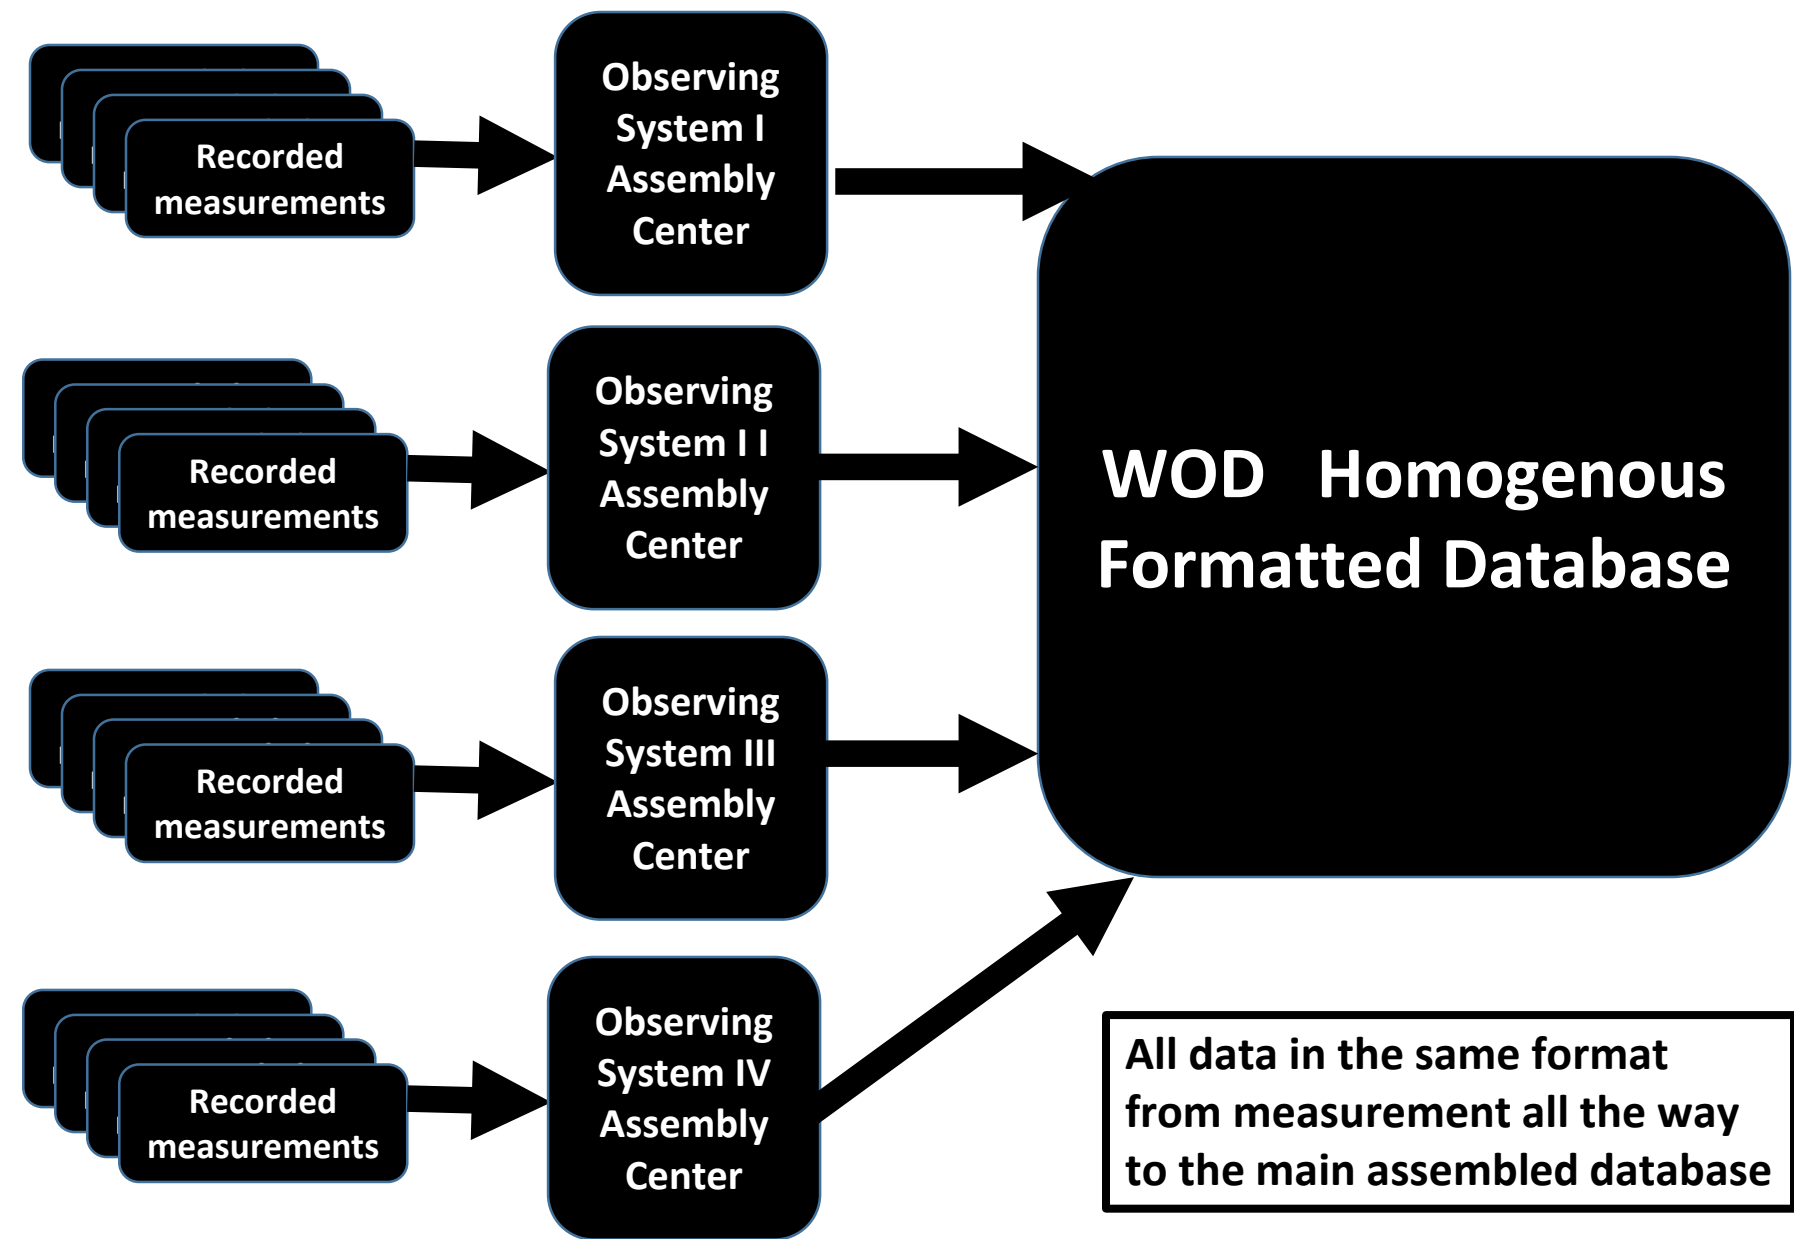 Recorded
measurements
Observing
System I
Assembly
Center
Recorded
measurements
Observing
System I I
Assembly
Center
WOD Homogenous
Formatted Database
Recorded
measurements
Observing
System III
Assembly
Center
Recorded
measurements
Observing
System IV
Assembly
Center
All data in the same format
from measurement all the way
to the main assembled database